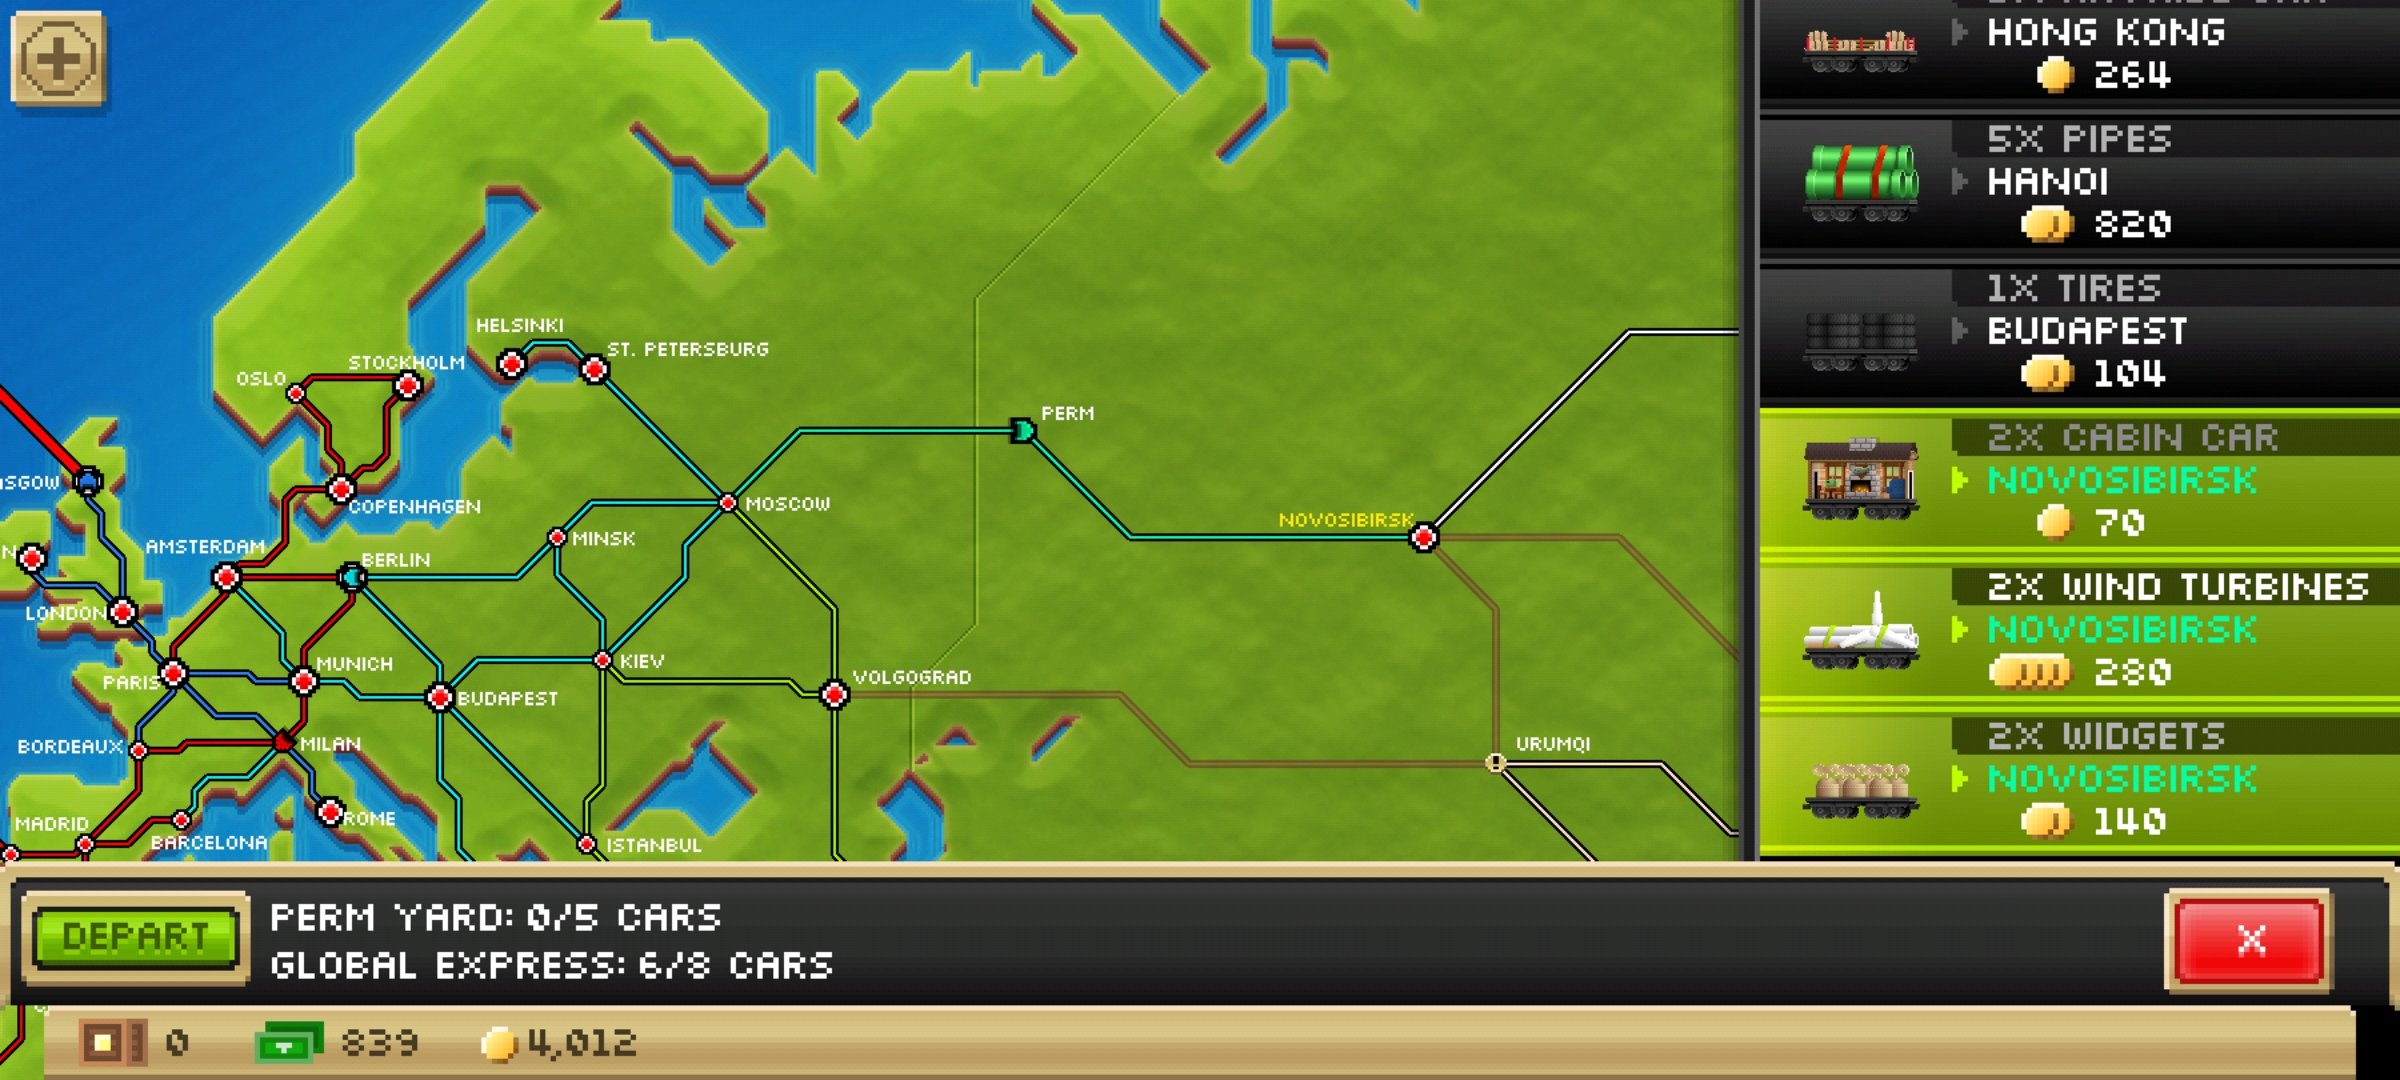 HONG KONG
264
5X PIPES
HANOI
820
1X TIRES
BUDAPEST
104
2X CABIN CAR
NOVOSIBIRSK
70
2X WIND TURBINES
NOVOSIBIRSK
280
2X WIDGETS
NOVOSIBIRSK
140
HELSINKI
ST. PETERSBURG
STOCKHOLM
OSLO
PERM
SGOW
COPENHAGEN
MOSCOW
NOVOSIBIRSK
MINSK
AMSTERDAM
BERLIN
N
LONDON
MUNICH
KIEV
PARIS
BUDAPEST
VOLGOGRAD
BORDEAUX
MILAN
URUMQI
MADRID
ROME
BARCELONA
ISTANBUL
DEPART
PERM YARD: 0/5 CARS
GLOBAL EXPRESS: 6/8 CARS
X
0
839
4,012